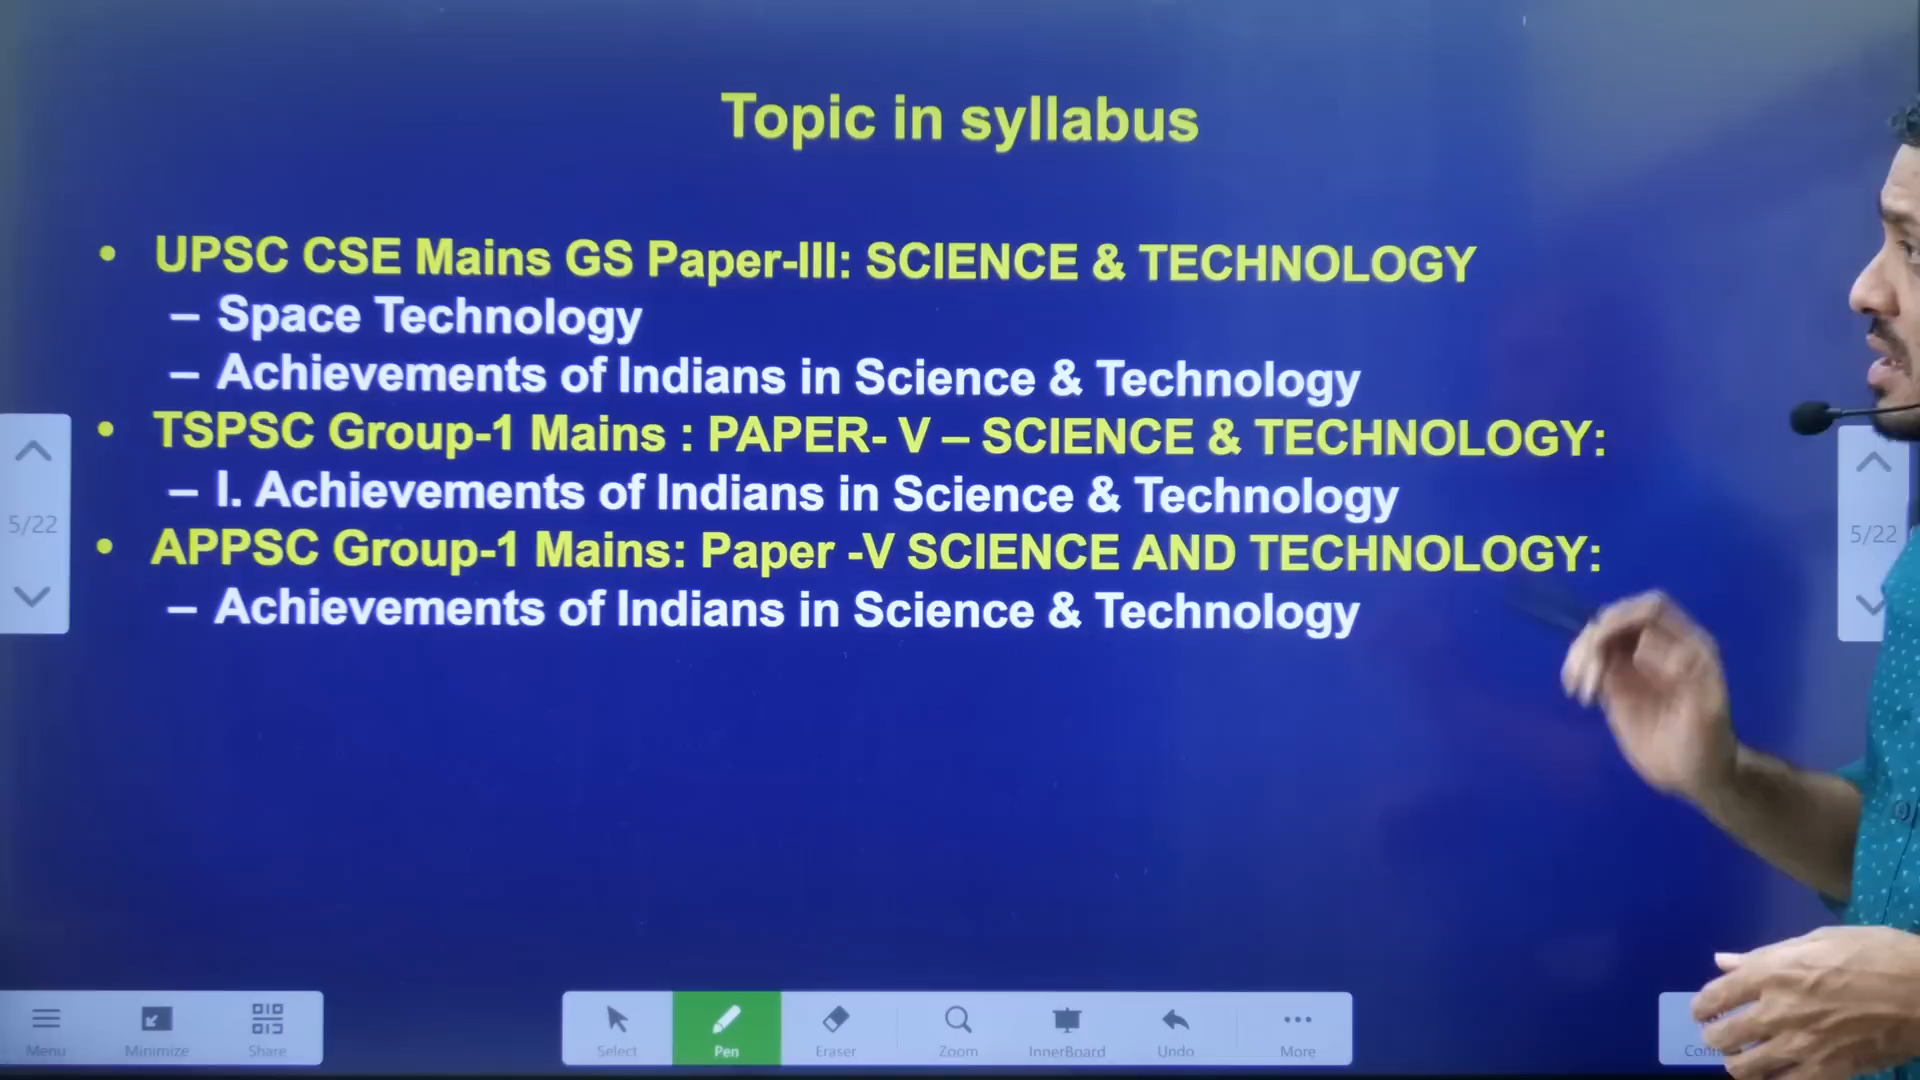 Topic in syllabus
• UPSC CSE Mains GS Paper-III: SCIENCE & TECHNOLOGY
– Space Technology
– Achievements of Indians in Science & Technology
• TSPSC Group-1 Mains : PAPER- V – SCIENCE & TECHNOLOGY:
– I. Achievements of Indians in Science & Technology
• APPSC Group-1 Mains: Paper -V SCIENCE AND TECHNOLOGY:
– Achievements of Indians in Science & Technology
5/22
5/22
Menu Minimize Share
Select Pen Eraser Zoom InnerBoard Undo More